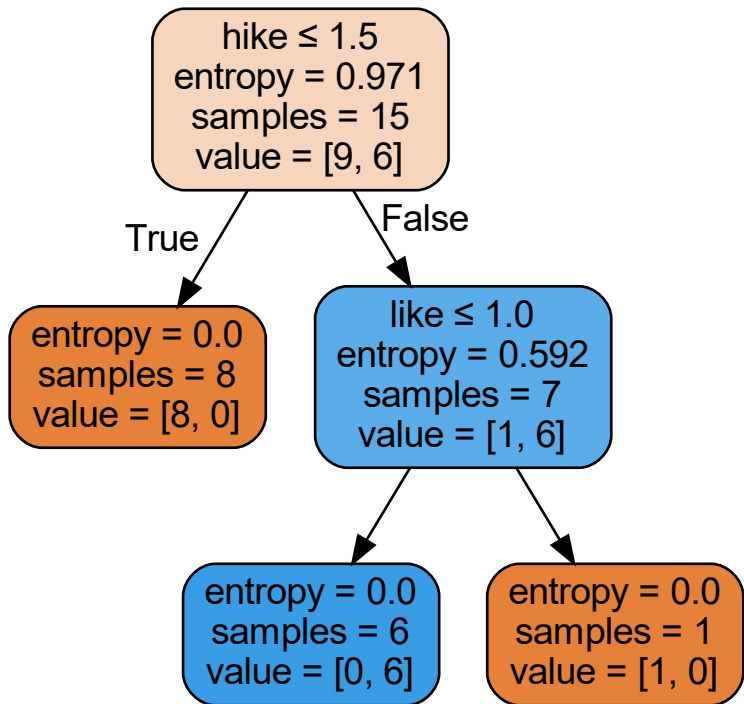 hike ≤ 1.5
entropy = 0.971
samples = 15
value = [9, 6]
True
False
entropy = 0.0
samples = 8
value = [8, 0]
like ≤ 1.0
entropy = 0.592
samples = 7
value = [1, 6]
entropy = 0.0
samples = 6
value = [0, 6]
entropy = 0.0
samples = 1
value = [1, 0]